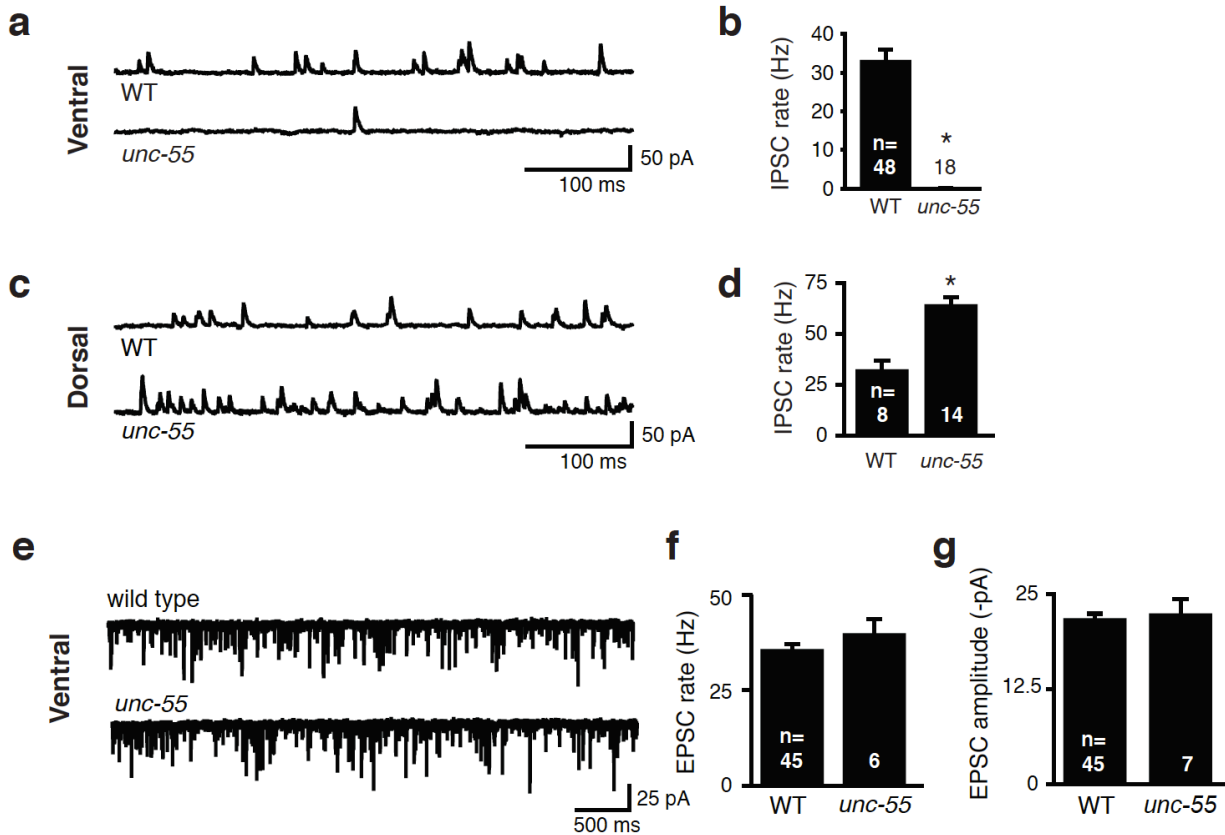 a
Ventral
WT
unc-55
50 pA
100 ms
b
IPSC rate (Hz)
40
30
20
10
0
n=
48
*
18
WT unc-55
c
Dorsal
WT
unc-55
50 pA
100 ms
d
IPSC rate (Hz)
75
50
25
0
n=
8
*
14
WT unc-55
e
Ventral
wild type
unc-55
25 pA
500 ms
f
EPSC rate (Hz)
50
25
0
n=
45
6
WT unc-55
g
EPSC amplitude (-pA)
25
12.5
0
n=
45
7
WT unc-55